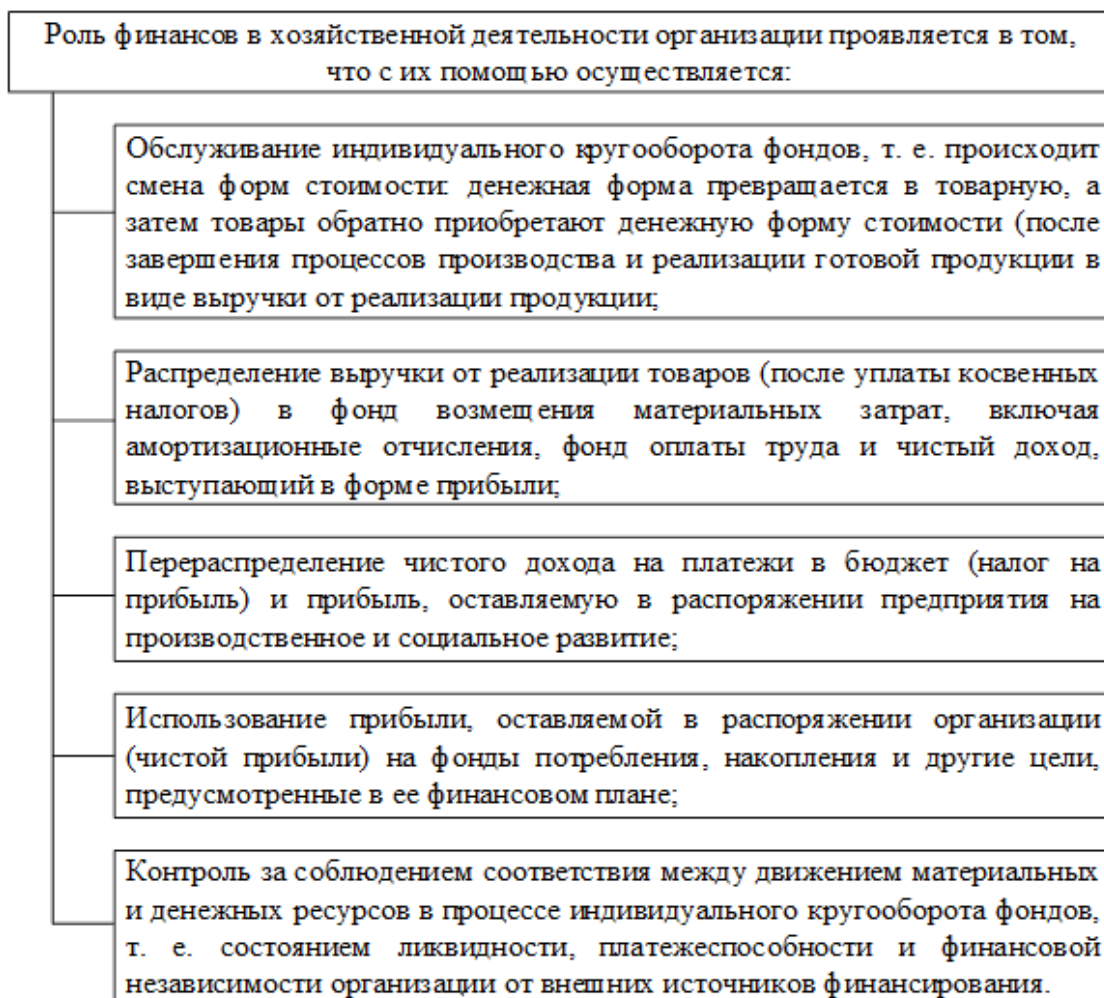 Роль финансов в хозяйственной деятельности организации проявляется в том,
что с их помощью осуществляется:
Обслуживание индивидуального кругооборота фондов, т. е. происходит
смена форм стоимости: денежная форма превращается в товарную, а
затем товары обратно приобретают денежную форму стоимости (после
завершения процессов производства и реализации готовой продукции в
виде выручки от реализации продукции;
Распределение выручки от реализации товаров (после уплаты косвенных
налогов) в фонд возмещения материальных затрат, включая
амортизационные отчисления, фонд оплаты труда и чистый доход,
выступающий в форме прибыли;
Перераспределение чистого дохода на платежи в бюджет (налог на
прибыль) и прибыль, оставляемую в распоряжении предприятия на
производственное и социальное развитие;
Использование прибыли, оставляемой в распоряжении организации
(чистой прибыли) на фонды потребления, накопления и другие цели,
предусмотренные в ее финансовом плане;
Контроль за соблюдением соответствия между движением материальных
и денежных ресурсов в процессе индивидуального кругооборота фондов,
т. е. состоянием ликвидности, платежеспособности и финансовой
независимости организации от внешних источников финансирования.